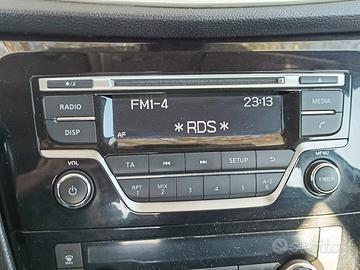 RADIO
FM1-4 23:13
MEDIA
DISP
AF *RDS*
VOL
TA
SETUP
MENU
RPT 1
MIX 2
3
4
5
A-Z 6
ENTER
subito